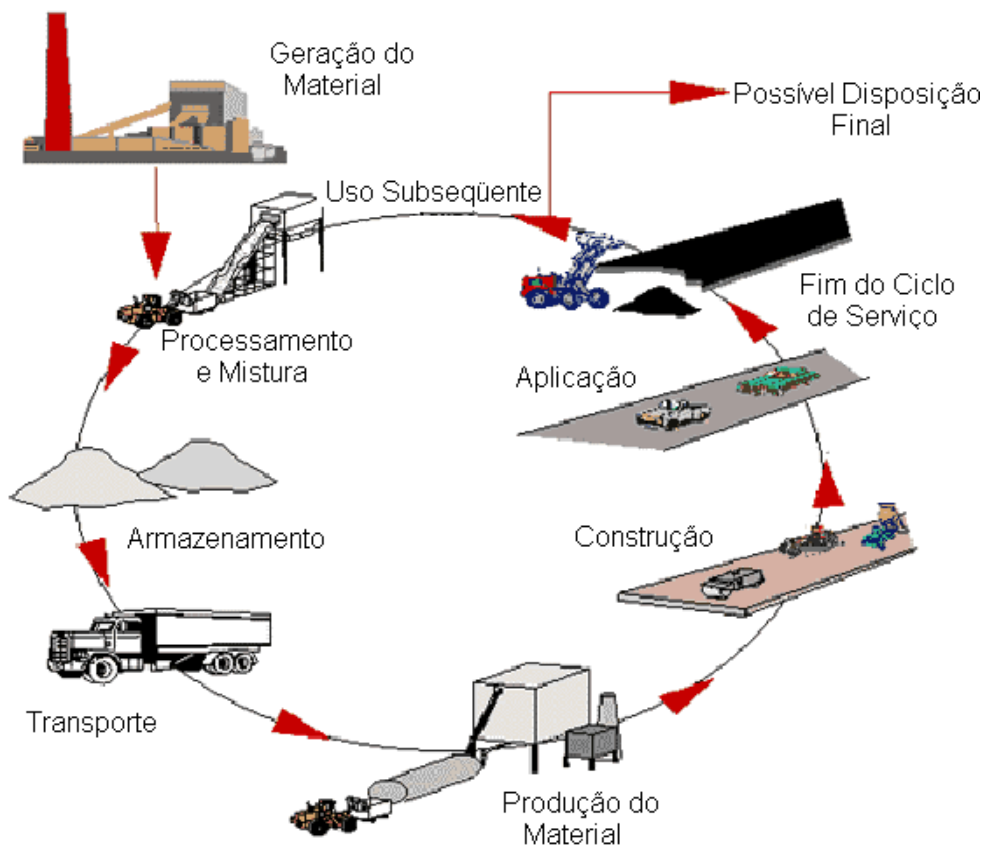 Geração do
Material
Possível Disposição
Final
Uso Subseqüente
Fim do Ciclo
de Serviço
Processamento
e Mistura
Aplicação
Armazenamento
Construção
Transporte
Produção do
Material